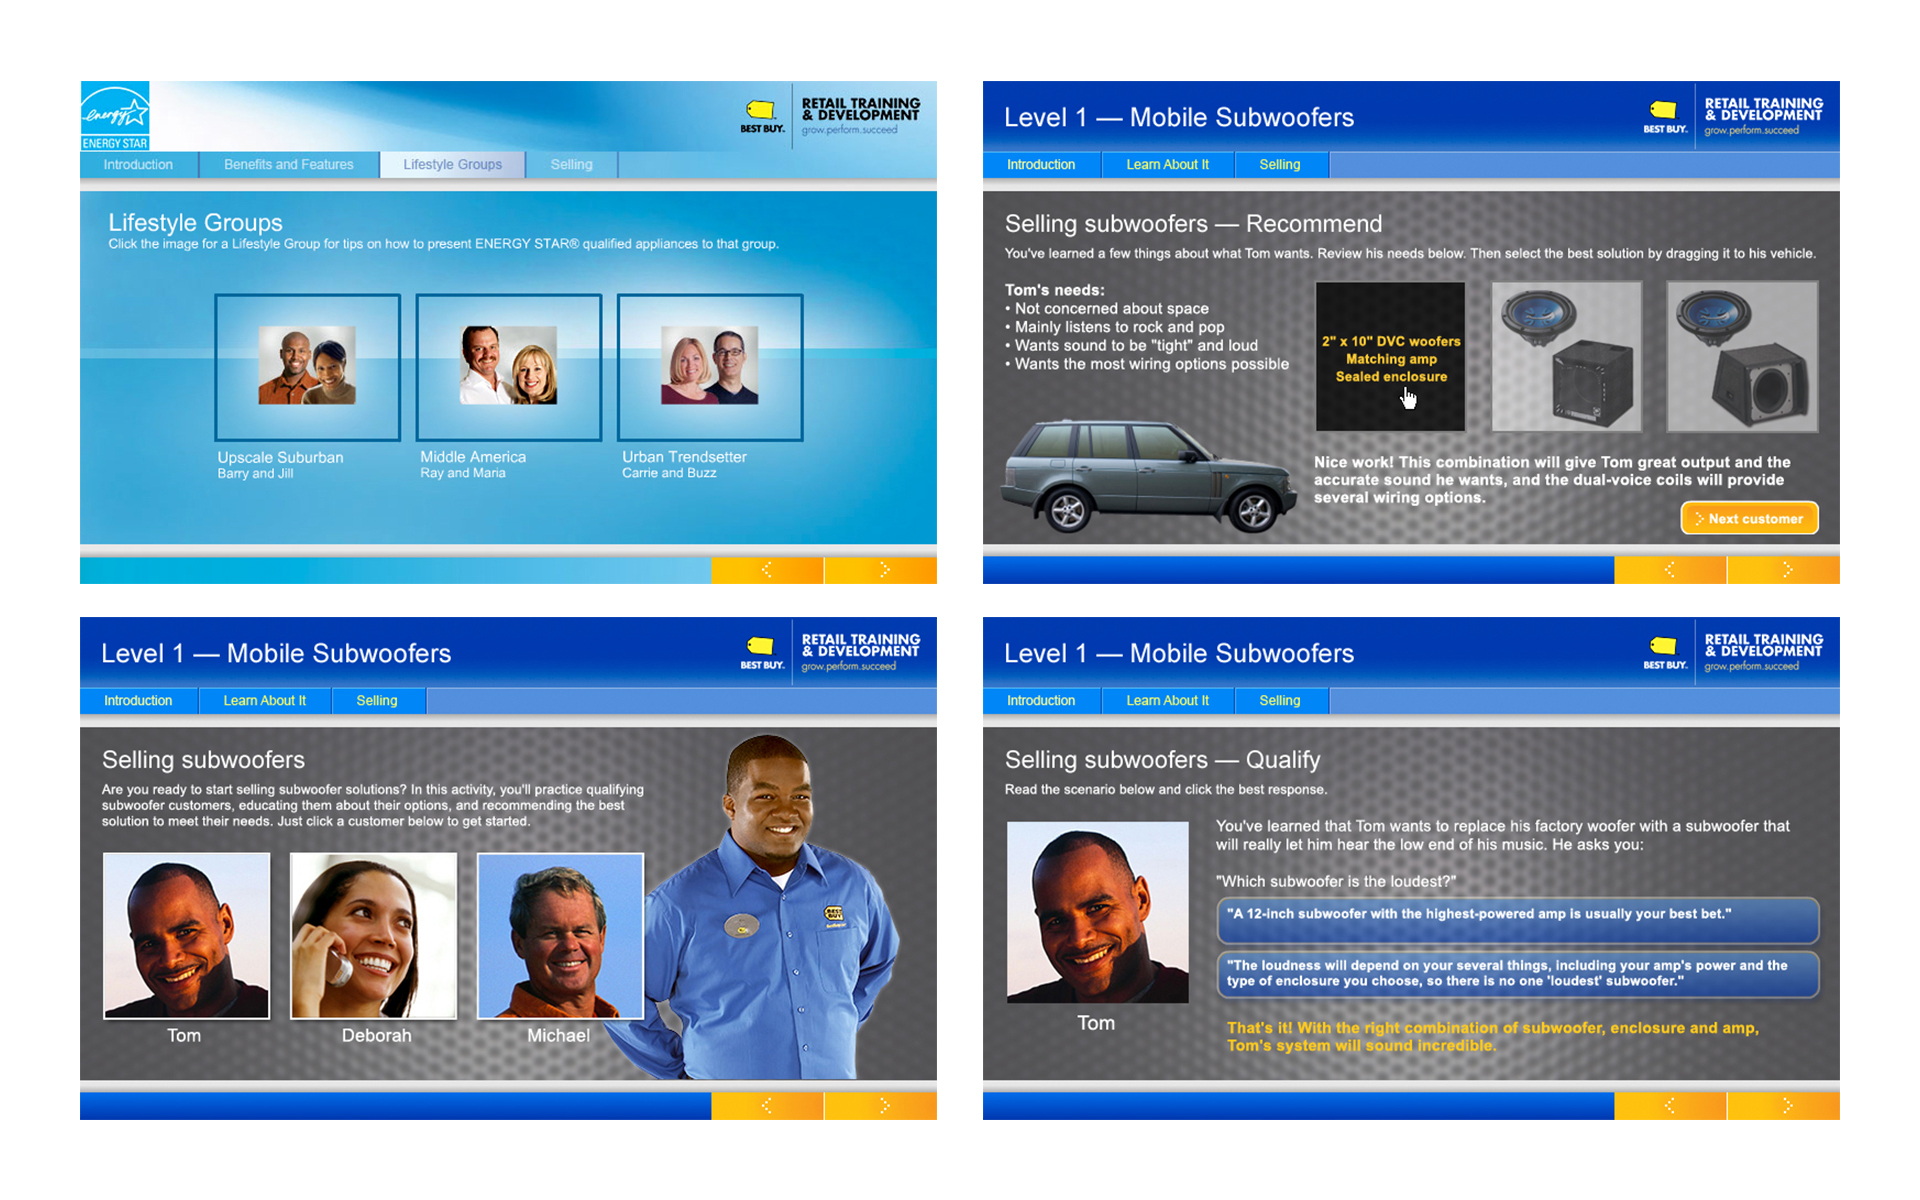 energy
ENERGY STAR
BEST BUY.
RETAIL TRAINING
& DEVELOPMENT
grow.perform.succeed
Introduction
Benefits and Features
Lifestyle Groups
Selling
Lifestyle Groups
Click the image for a Lifestyle Group for tips on how to present ENERGY STAR® qualified appliances to that group.
Upscale Suburban
Barry and Jill
Middle America
Ray and Maria
Urban Trendsetter
Carrie and Buzz
Level 1 — Mobile Subwoofers
BEST BUY.
RETAIL TRAINING
& DEVELOPMENT
grow.perform.succeed
Introduction
Learn About It
Selling
Selling subwoofers — Recommend
You've learned a few things about what Tom wants. Review his needs below. Then select the best solution by dragging it to his vehicle.
Tom's needs:
• Not concerned about space
• Mainly listens to rock and pop
• Wants sound to be "tight" and loud
• Wants the most wiring options possible
2" x 10" DVC woofers
Matching amp
Sealed enclosure
Nice work! This combination will give Tom great output and the
accurate sound he wants, and the dual-voice coils will provide
several wiring options.
Next customer
Level 1 — Mobile Subwoofers
BEST BUY.
RETAIL TRAINING
& DEVELOPMENT
grow.perform.succeed
Introduction
Learn About It
Selling
Selling subwoofers
Are you ready to start selling subwoofer solutions? In this activity, you'll practice qualifying
subwoofer customers, educating them about their options, and recommending the best
solution to meet their needs. Just click a customer below to get started.
BEST
BUY
Tom
Deborah
Michael
Level 1 — Mobile Subwoofers
BEST BUY.
RETAIL TRAINING
& DEVELOPMENT
grow.perform.succeed
Introduction
Learn About It
Selling
Selling subwoofers — Qualify
Read the scenario below and click the best response.
You've learned that Tom wants to replace his factory woofer with a subwoofer that
will really let him hear the low end of his music. He asks you:
"Which subwoofer is the loudest?"
"A 12-inch subwoofer with the highest-powered amp is usually your best bet."
"The loudness will depend on your several things, including your amp's power and the
type of enclosure you choose, so there is no one 'loudest' subwoofer."
Tom
That's it! With the right combination of subwoofer, enclosure and amp,
Tom's system will sound incredible.